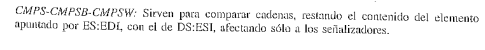 CMPS-CMPSB-CMPSW: Sirven para comparar cadenas, restando el contenido del elemento
apuntado por ES:EDI, con el de DS:ESI, afectando sólo a los señalizadores.